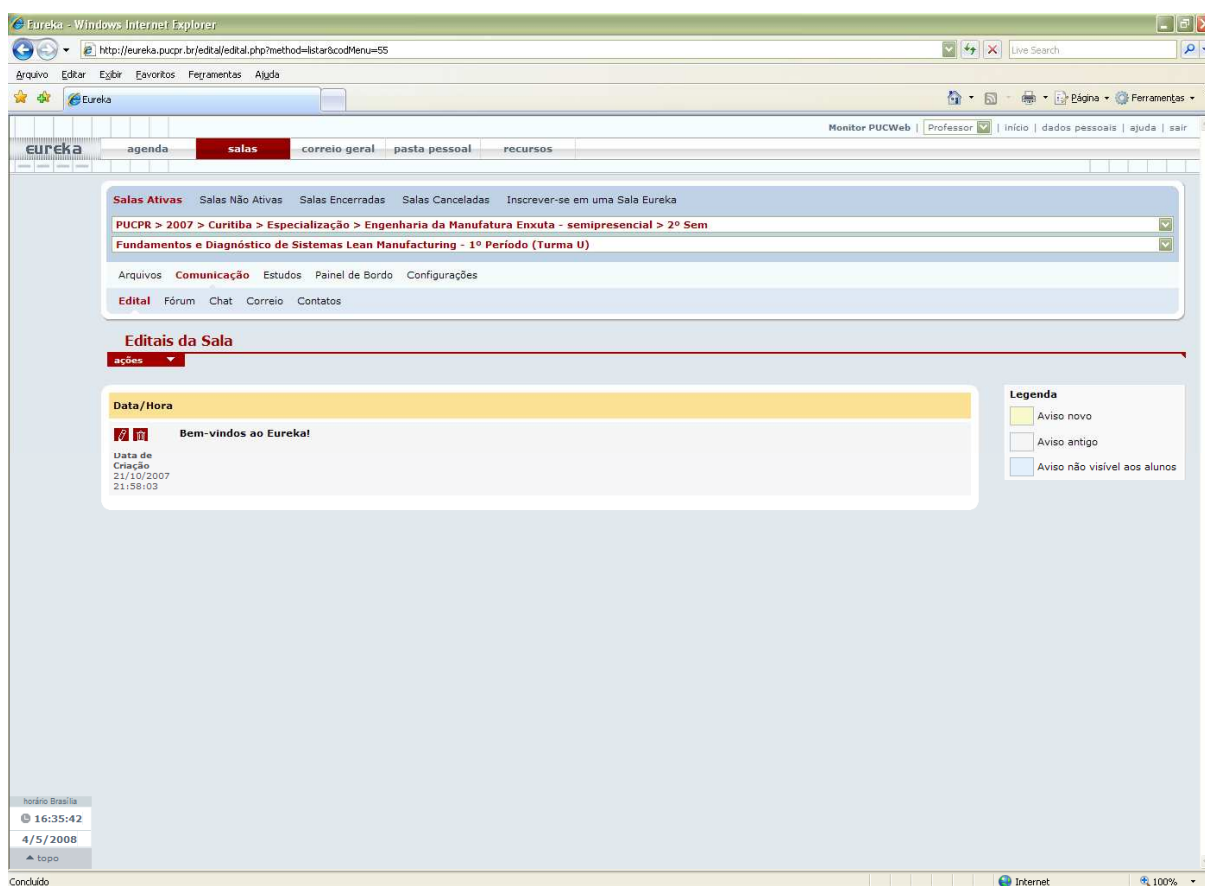 Eureka - Windows Internet Explorer
http://eureka.pucpr.br/edital/edital.php?method=listar&codMenu=55
Live Search
Arquivo Editar Exibir Favoritos Ferramentas Ajuda
Eureka
Página Ferramentas
Monitor PUCWeb | Professor | início | dados pessoais | ajuda | sair
eureka agenda salas correio geral pasta pessoal recursos
Salas Ativas Salas Não Ativas Salas Encerradas Salas Canceladas Inscrever-se em uma Sala Eureka
PUCPR > 2007 > Curitiba > Especialização > Engenharia da Manufatura Enxuta - semipresencial > 2º Sem
Fundamentos e Diagnóstico de Sistemas Lean Manufacturing - 1º Período (Turma U)
Arquivos Comunicação Estudos Painel de Bordo Configurações
Edital Fórum Chat Correio Contatos
Editais da Sala
ações
Data/Hora
Bem-vindos ao Eureka!
Data de
Criação
21/10/2007
21:58:03
Legenda
Aviso novo
Aviso antigo
Aviso não visível aos alunos
horário Brasília
16:35:42
4/5/2008
topo
Concluído
Internet
100%